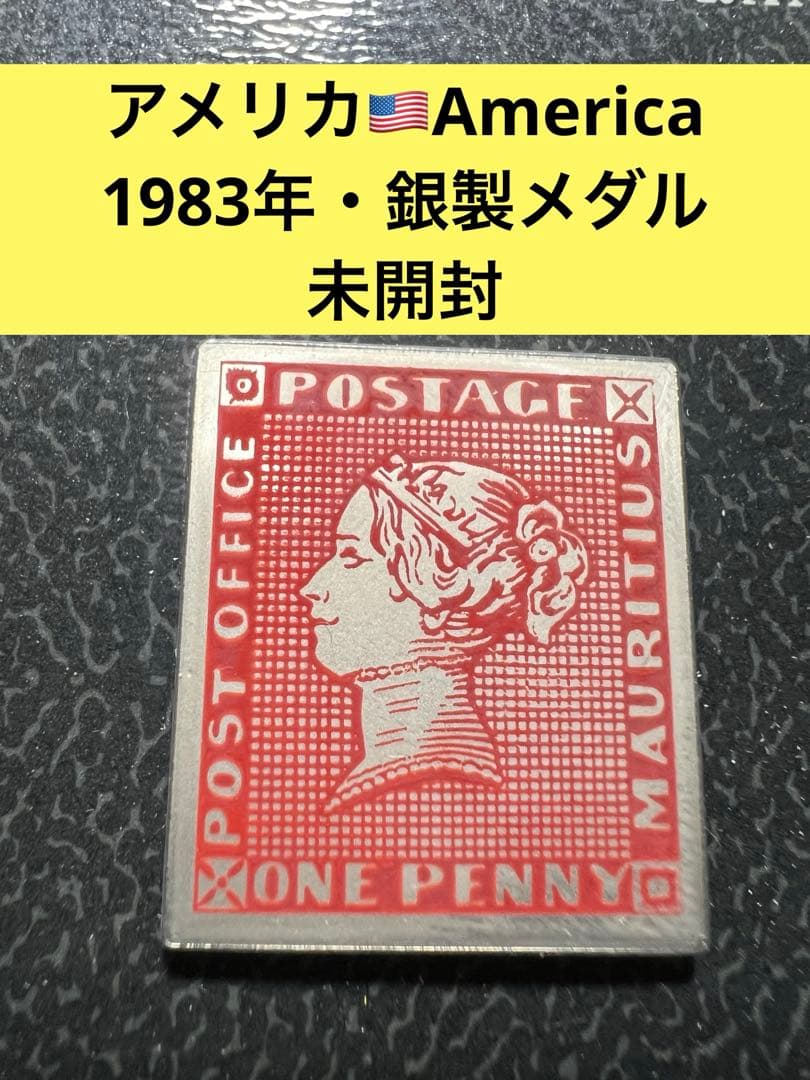 アメリカ🇺🇸America
1983年・銀製メダル
未開封
POSTAGE
POST OFFICE
MAURITIUS
ONE PENNY